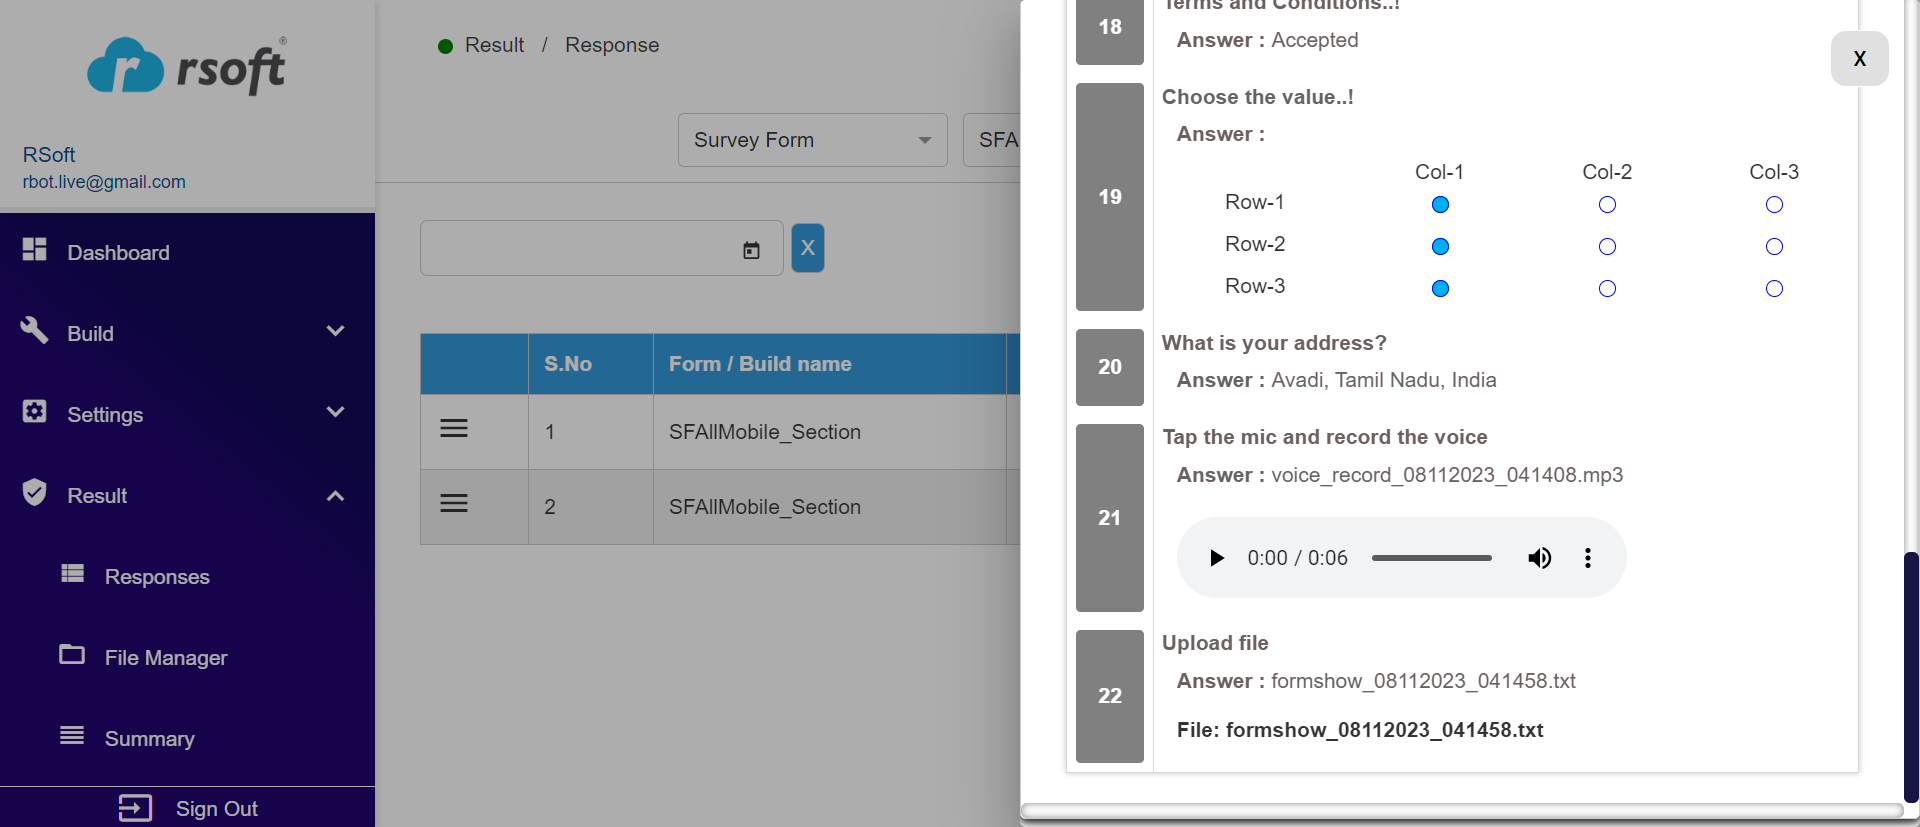 rsoft
RSoft
rbot.live@gmail.com
Dashboard
Build
Settings
Result
Responses
File Manager
Summary
Sign Out
Result / Response
Survey Form
SFA
X
S.No
Form / Build name
1
SFAllMobile_Section
2
SFAllMobile_Section
X
18
Terms and Conditions..!
Answer : Accepted
19
Choose the value..!
Answer :
Col-1 Col-2 Col-3
Row-1
Row-2
Row-3
20
What is your address?
Answer : Avadi, Tamil Nadu, India
21
Tap the mic and record the voice
Answer : voice_record_08112023_041408.mp3
0:00 / 0:06
22
Upload file
Answer : formshow_08112023_041458.txt
File: formshow_08112023_041458.txt